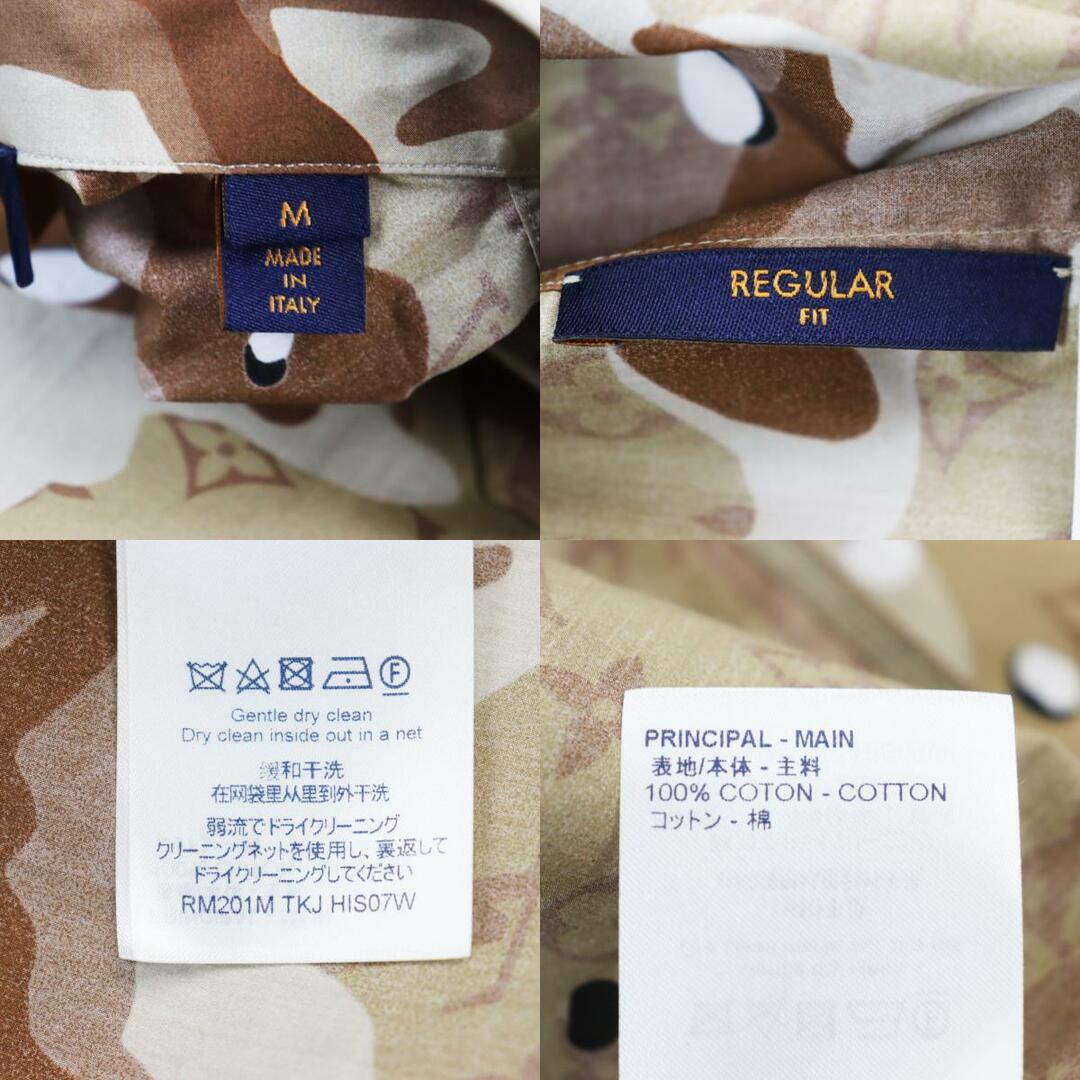 M
MADE
IN
ITALY
REGULAR
FIT
F
Gentle dry clean
Dry clean inside out in a net
缓和干洗
在网袋里从里到外干洗
弱流でドライクリーニング
クリーニングネットを使用し、裏返して
ドライクリーニングしてください
RM201M TKJ HIS07W
PRINCIPAL - MAIN
表地/本体 - 主料
100% COTON - COTTON
コットン - 棉